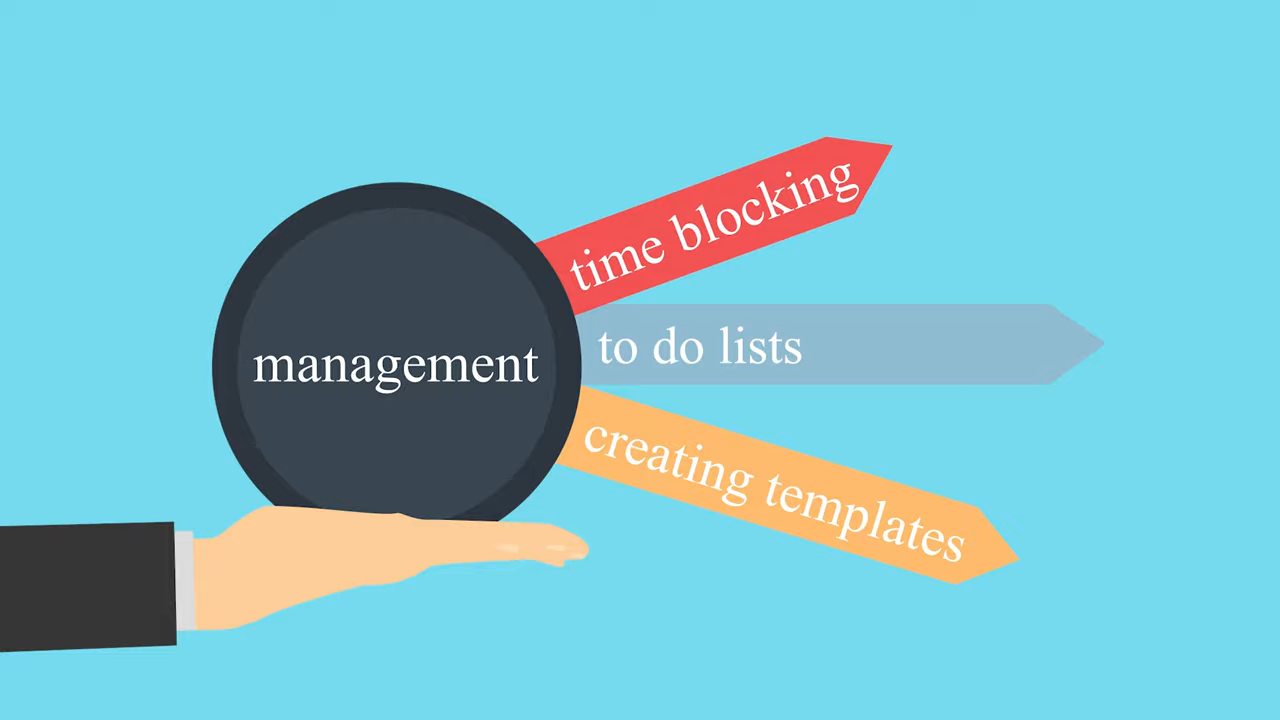 management
time blocking
to do lists
creating templates